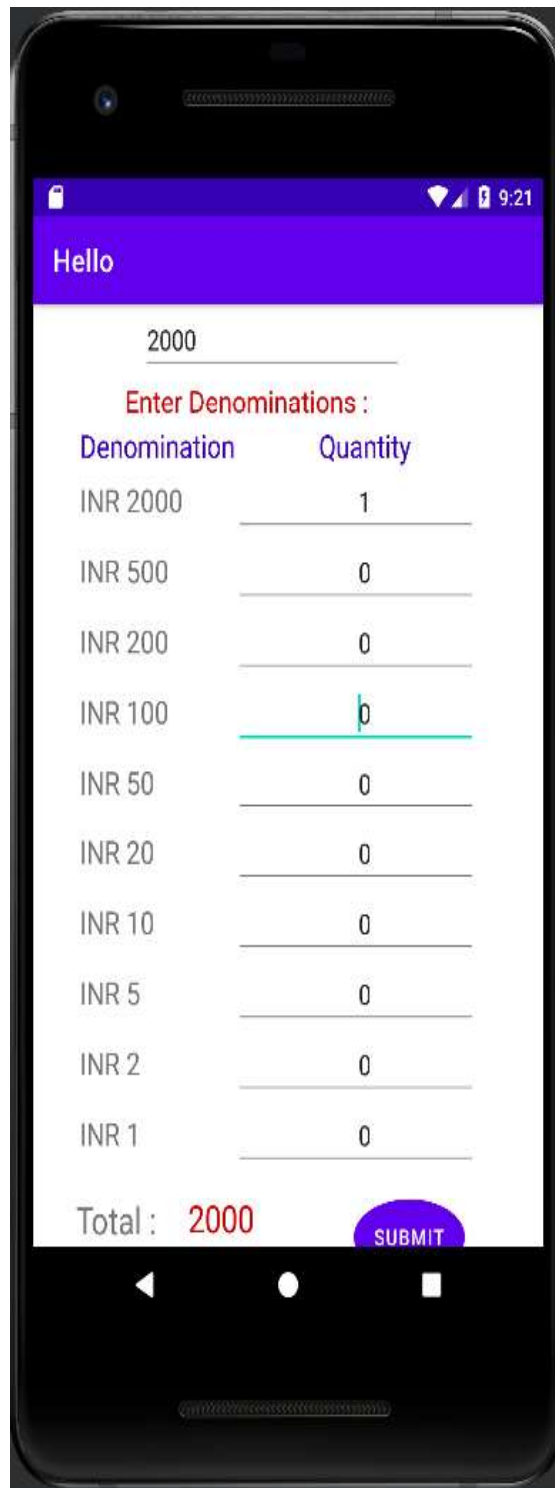 9:21
Hello
2000
Enter Denominations :
Denomination Quantity
INR 2000 1
INR 500 0
INR 200 0
INR 100 0
INR 50 0
INR 20 0
INR 10 0
INR 5 0
INR 2 0
INR 1 0
Total : 2000 SUBMIT